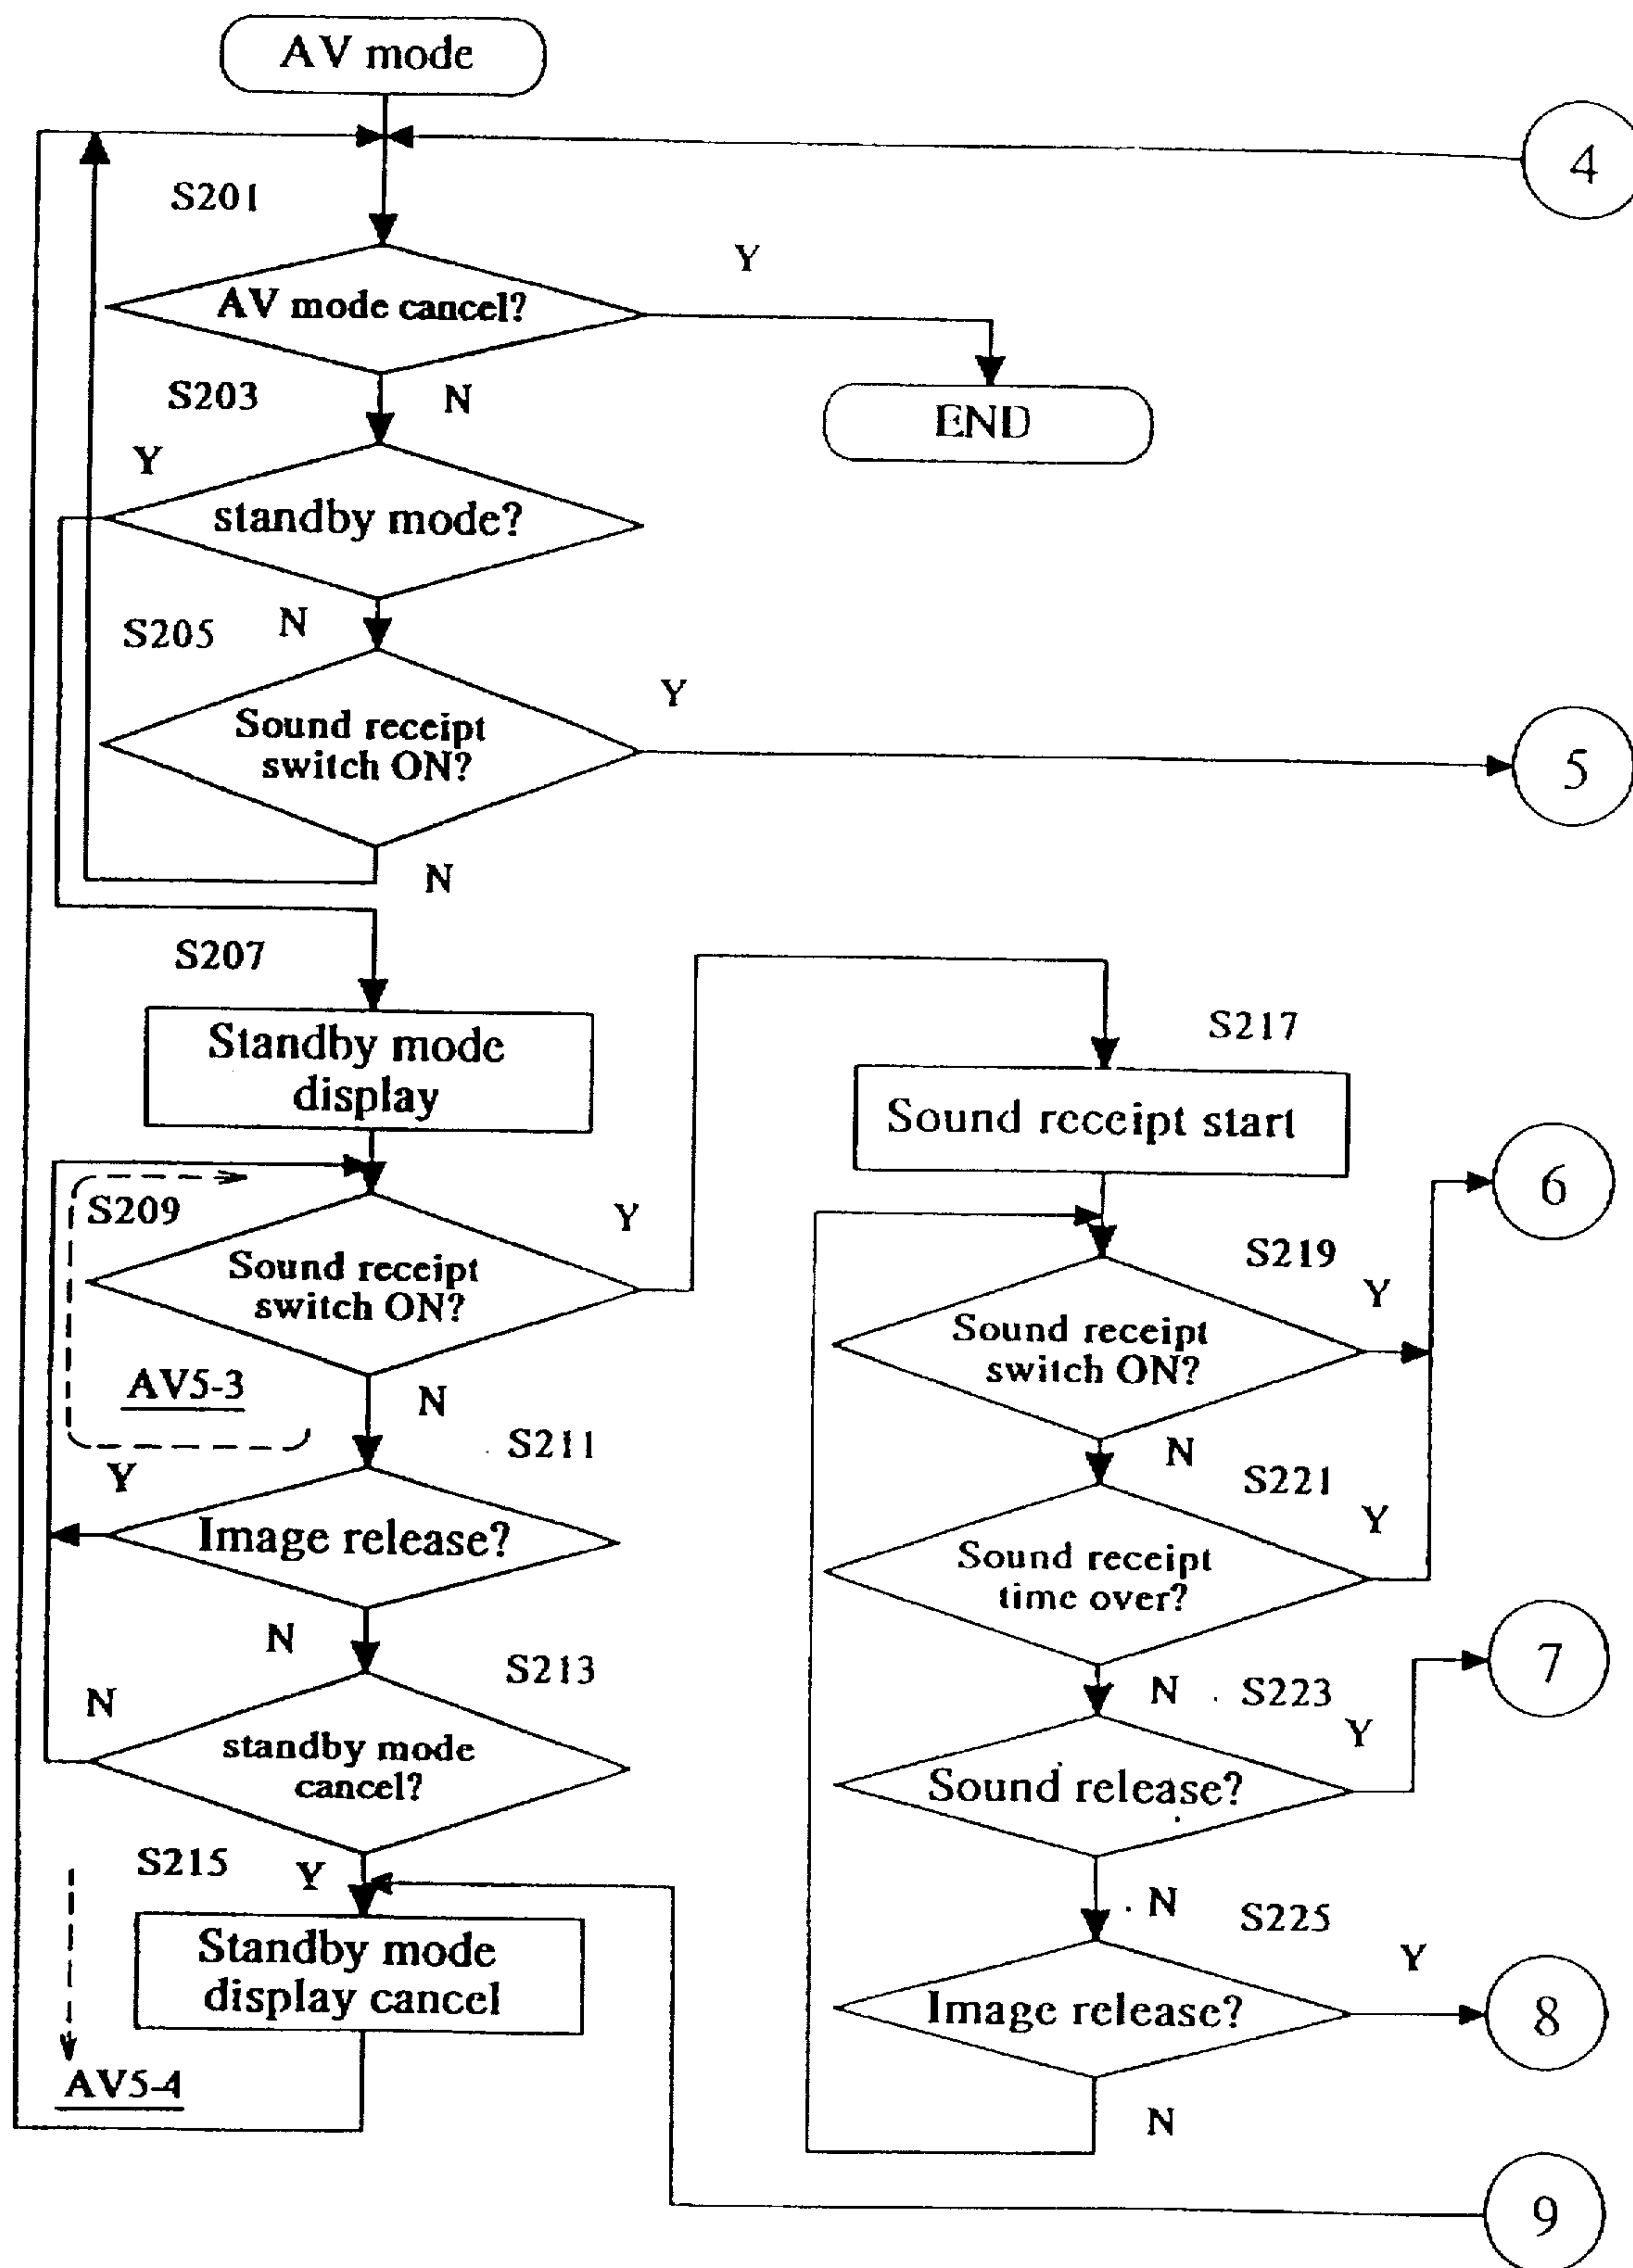 AV mode
4
S201
Y
AV mode cancel?
S203
N
END
Y
standby mode?
S205
N
Y
Sound receipt
switch ON?
5
N
S207
Standby mode
display
S217
Sound receipt start
6
S209
Y
Sound receipt
switch ON?
S219
Y
Sound receipt
switch ON?
AV5-3
N
S211
N
S221
Y
Y
Image release?
Sound receipt
time over?
N
S213
7
N
N
S223
Y
standby mode
cancel?
Sound release?
S215
Y
N
S225
Y
Standby mode
display cancel
Image release?
8
AV5-4
N
9